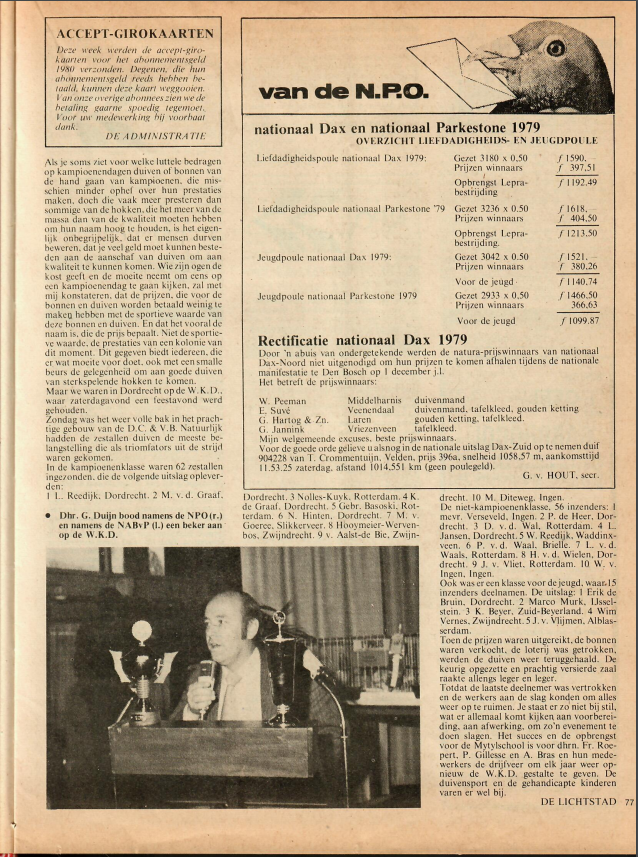 ACCEPT-GIROKAARTEN
Deze week werden de accept-giro-
kaarten voor het abonnementsgeld
1980 verzonden. Degenen, die hun
abonnementsgeld reeds hebben be-
taald, kunnen deze kaart weggooien.
Van onze overige abonnees zien we de
betaling gaarne spoedig tegemoet.
Voor uw medewerking bij voorbaat
dank.
DE ADMINISTRATIE
Als je soms ziet voor welke luttele bedragen
op kampioenendagen duiven of bonnen van
de hand gaan van kampioenen, die mis-
schien minder ophef over hun prestaties
maken, doch die vaak meer presteren dan
sommige van de hokken, die het meer van de
massa dan van de kwaliteit moeten hebben
om hun naam hoog te houden, is het eigen-
lijk onbegrijpelijk, dat er mensen durven
beweren, dat je veel geld moet kunnen beste-
den aan de aanschaf van duiven om aan
kwaliteit te kunnen komen. Wie zijn ogen de
kost geeft en de moeite neemt om eens op
een kampioenendag te gaan kijken, zal met
mij konstateren, dat de prijzen, die voor de
bonnen en duiven worden betaald weinig te
maken hebben met de sportieve waarde van
deze bonnen en duiven. En dat het vooral de
naam is, die de prijs bepaalt. Niet de sportie-
ve waarde, de prestaties van een kolonie van
dit moment. Dit gegeven biedt iedereen, die
er wat moeite voor doet, ook met een smalle
beurs de gelegenheid om aan goede duiven
van sterkspelende hokken te komen.
Maar we waren in Dordrecht op de W.K.D.,
waar zaterdagavond een feestavond werd
gehouden.
Zondag was het weer volle bak in het prach-
tige gebouw van de D.C. & V.B. Natuurlijk
hadden de zestallen duiven de meeste be-
langstelling die als triomfators uit de strijd
waren gekomen.
In de kampioenenklasse waren 62 zestallen
ingezonden, die de volgende uitslag oplever-
den:
1 L. Reedijk, Dordrecht. 2 M. v. d. Graaf,
● Dhr. G. Duijn bood namens de NPO (r.)
en namens de NABvP (l.) een beker aan
op de W.K.D.
van de N.P.O.
nationaal Dax en nationaal Parkestone 1979
OVERZICHT LIEFDADIGHEIDS- EN JEUGDPOULE
Liefdadigheidspoule nationaal Dax 1979: Gezet 3180 x 0,50 ƒ 1590,—
Prijzen winnaars ƒ 397,51
Opbrengst Lepra- ƒ 1192.49
bestrijding
Liefdadigheidspoule nationaal Parkestone '79 Gezet 3236 x 0,50 ƒ 1618,—
Prijzen winnaars ƒ 404,50
Opbrengst Lepra- ƒ 1213.50
bestrijding.
Jeugdpoule nationaal Dax 1979: Gezet 3042 x 0.50 ƒ 1521,—
Prijzen winnaars ƒ 380.26
Voor de jeugd ƒ 1140,74
Jeugdpoule nationaal Parkestone 1979 Gezet 2933 x 0,50 ƒ 1466,50
Prijzen winnaars 366,63
Voor de jeugd ƒ 1099.87
Rectificatie nationaal Dax 1979
Door 'n abuis van ondergetekende werden de natura-prijswinnaars van nationaal
Dax-Noord niet uitgenodigd om hun prijzen te komen afhalen tijdens de nationale
manifestatie te Den Bosch op 1 december j.l.
Het betreft de prijswinnaars:
W. Peeman Middelharnis duivenmand
E. Suvé Veenendaal duivenmand, tafelkleed, gouden ketting
G. Hartog & Zn. Laren gouden ketting, tafelkleed.
G. Jannink Vriezenveen tafelkleed.
Mijn welgemeende excuses, beste prijswinnaars.
Voor de goede orde gelieve u alsnog in de nationale uitslag Dax-Zuid op te nemen duif
904228 van T. Crommentuijn, Velden, prijs 396a, snelheid 1058,57 m, aankomsttijd
11.53.25 zaterdag, afstand 1014,551 km (geen poulegeld).
G. v. HOUT, secr.
Dordrecht. 3 Nolles-Kuyk, Rotterdam. 4 K.
de Graaf, Dordrecht. 5 Gebr. Basoski, Rot-
terdam. 6 N. Hinten, Dordrecht. 7 M. v.
Goeree, Slikkerveer. 8 Hooymeier-Werven-
bos, Zwijndrecht. 9 v. Aalst-de Bie, Zwijn-
drecht. 10 M. Diteweg, Ingen.
De niet-kampioenenklasse, 56 inzenders: 1
mevr. Verseveld, Ingen. 2 P. de Heer, Dor-
drecht. 3 D. v. d. Wal, Rotterdam. 4 L.
Jansen, Dordrecht. 5 W. Reedijk, Waddinx-
veen. 6 P. v. d. Waal, Brielle. 7 L. v. d.
Waals, Rotterdam. 8 H. v. d. Wielen, Dor-
drecht. 9 J. v. Vliet, Rotterdam. 10 W. v.
Ingen, Ingen.
Ook was er een klasse voor de jeugd, waar 15
inzenders deelnamen. De uitslag: 1 Erik de
Bruin, Dordrecht. 2 Marco Murk, IJssel-
stein. 3 K. Beyer, Zuid-Beyerland. 4 Wim
Vernes, Zwijndrecht. 5 J. v. Vlijmen, Alblas-
serdam.
Toen de prijzen waren uitgereikt, de bonnen
waren verkocht, de loterij was getrokken,
werden de duiven weer teruggehaald. De
keurig opgezette en prachtig versierde zaal
raakte allengs leger en leger.
Totdat de laatste deelnemer was vertrokken
en de werkers aan de slag konden om alles
weer op te ruimen. Je staat er zo niet bij stil,
wat er allemaal komt kijken aan voorberei-
ding, aan afwerking, om zo'n evenement te
doen slagen. Het succes en de opbrengst
voor de Mytylschool is voor dhrn. Fr. Roe-
pert, P. Gillesse en A. Bras en hun mede-
werkers de drijfveer om elk jaar weer op-
nieuw de W.K.D. gestalte te geven. De
duivensport en de gehandicapte kinderen
varen er wel bij.
DE LICHTSTAD 77